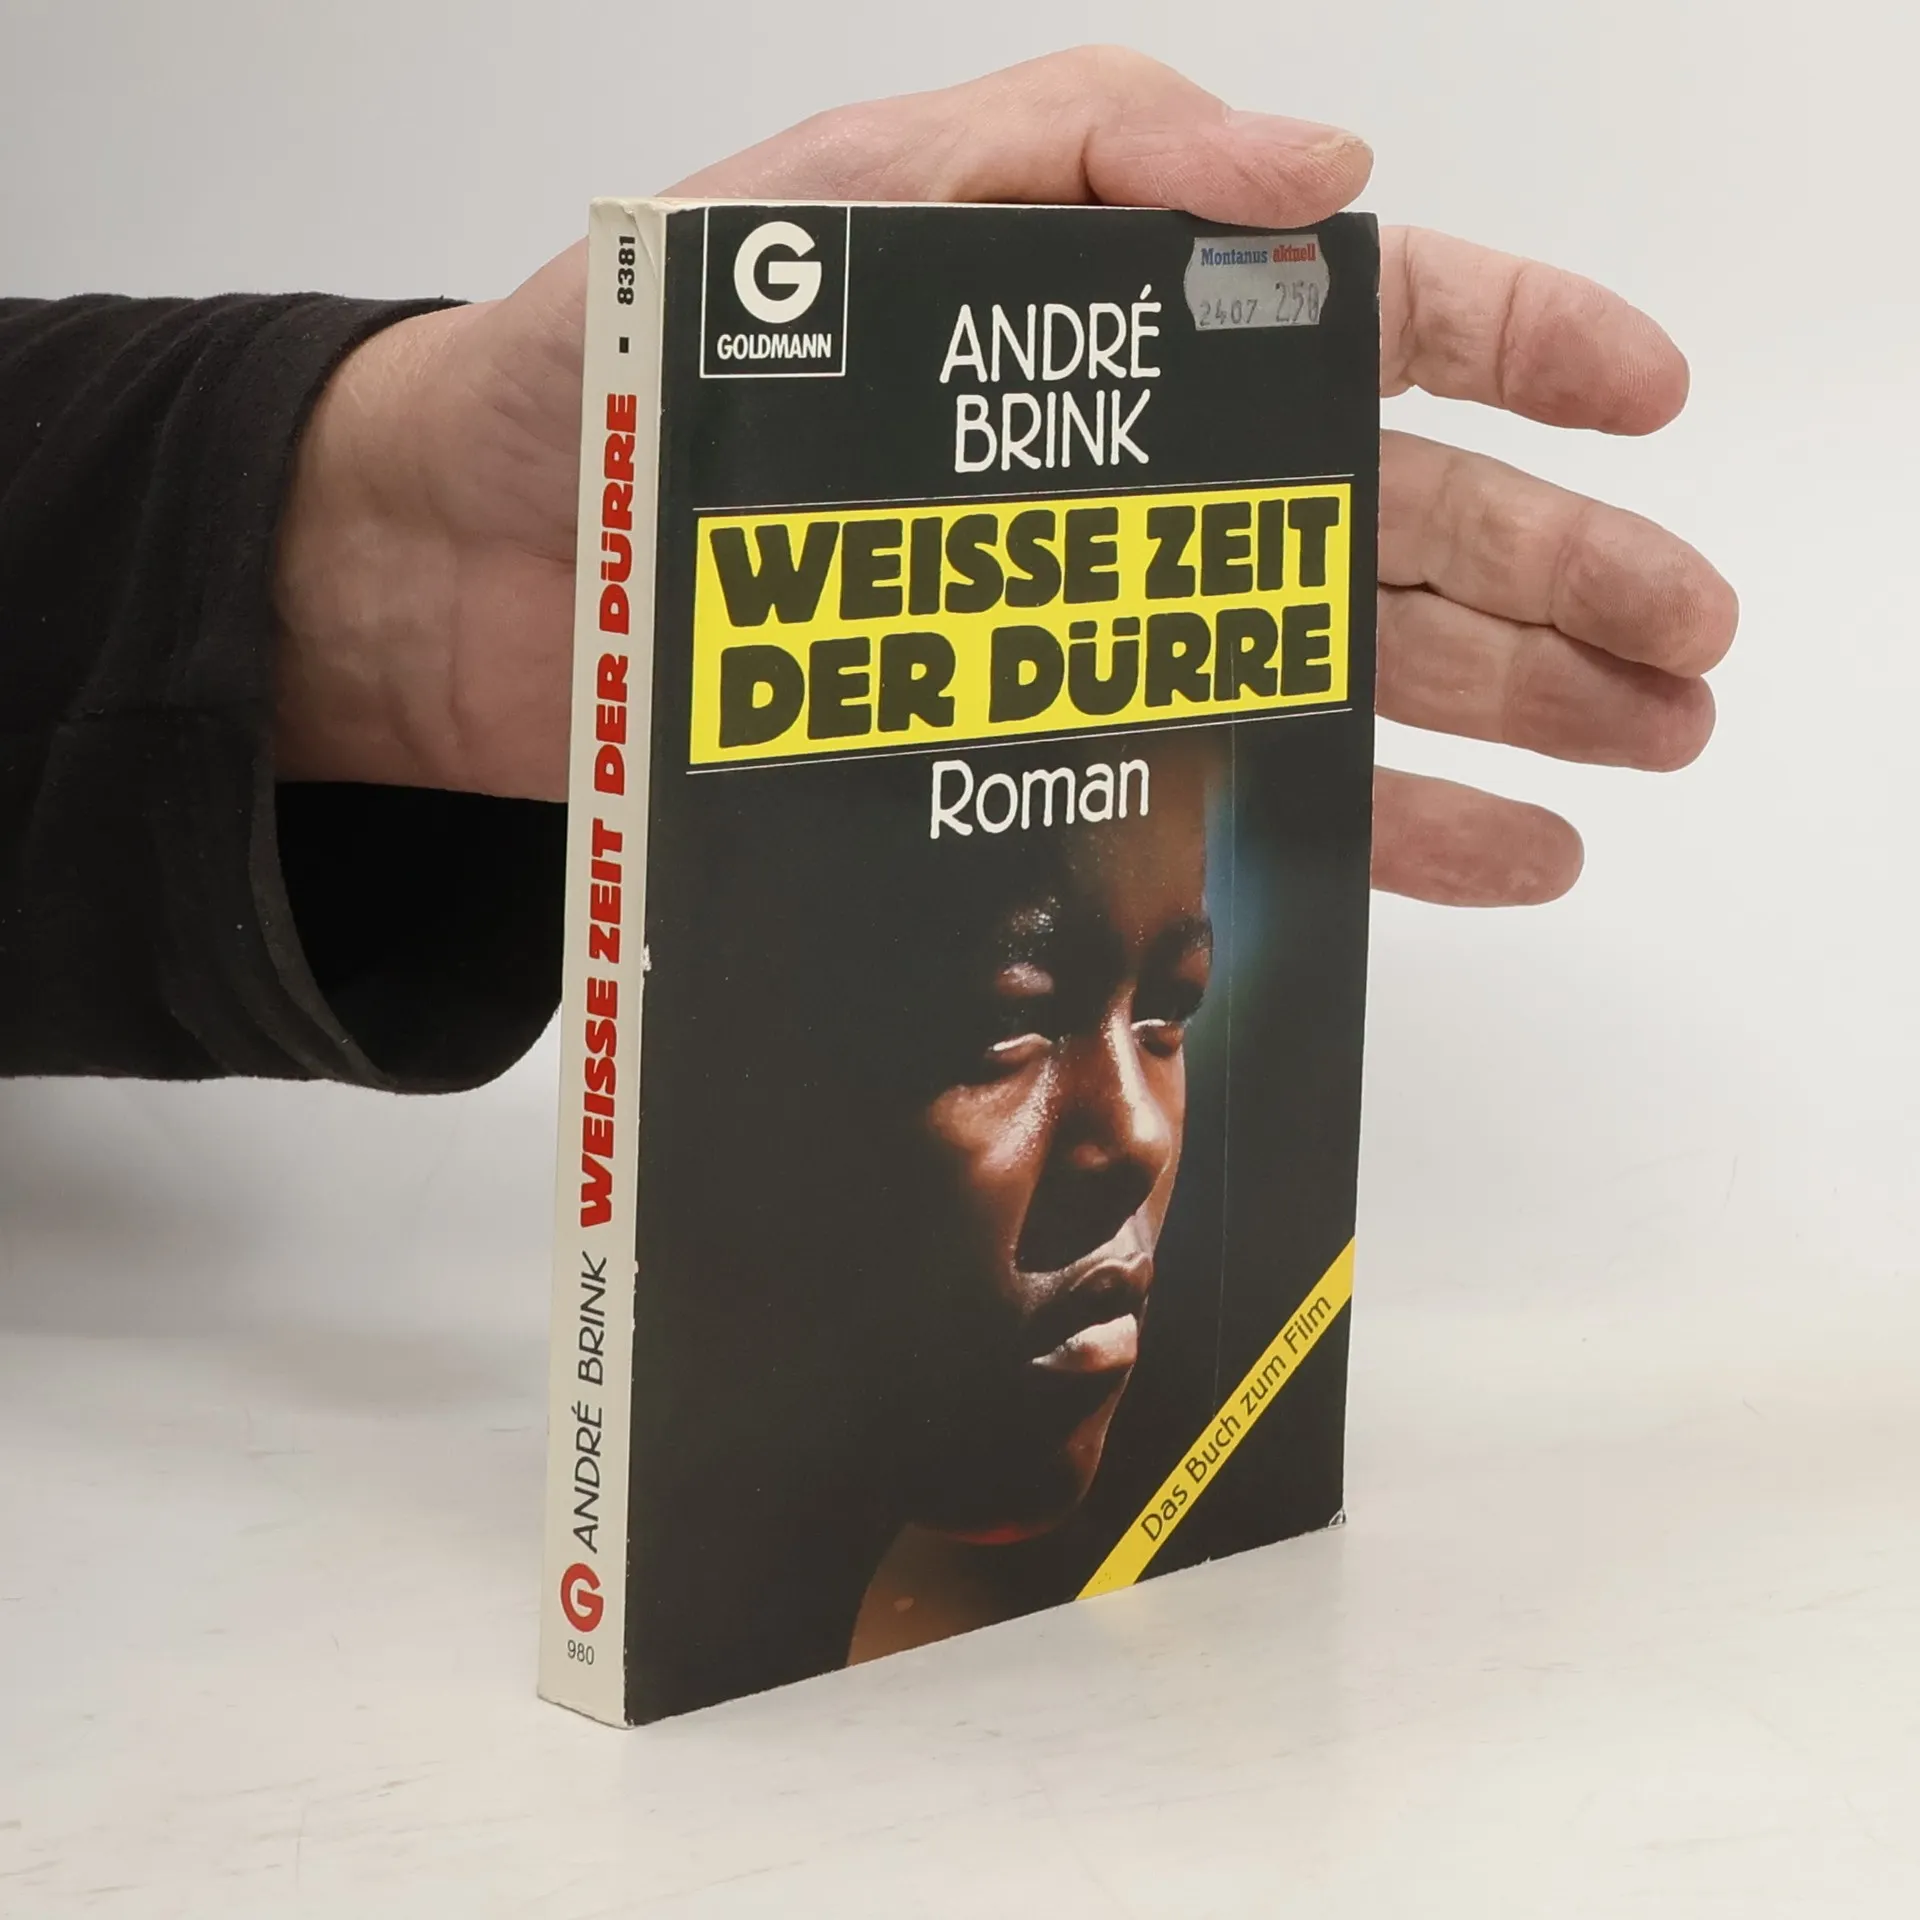 G
GOLDMANN
Montanus aktuell
2407 250
ANDRÉ
BRINK
WEISSE ZEIT
DER DÜRRE
Roman
Das Buch zum Film
G ANDRÉ BRINK WEISSE ZEIT DER DÜRRE ▪ 8381
980